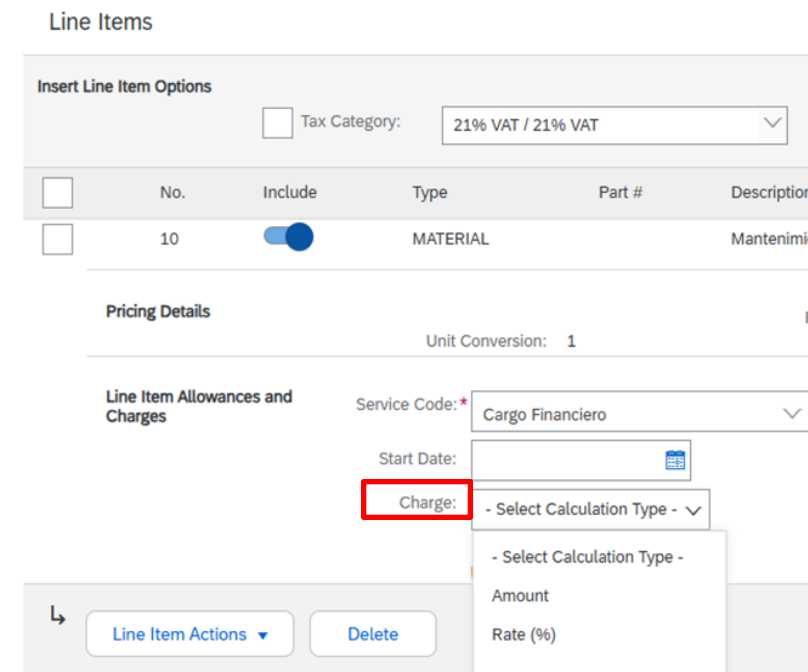 Line Items
Insert Line Item Options
Tax Category: 21% VAT / 21% VAT
No. Include Type Part # Description
10 MATERIAL
Pricing Details
Unit Conversion: 1
Line Item Allowances and
Charges
Service Code:* Cargo Financiero
Start Date:
Charge: - Select Calculation Type -
- Select Calculation Type -
Amount
Rate (%)
Line Item Actions Delete